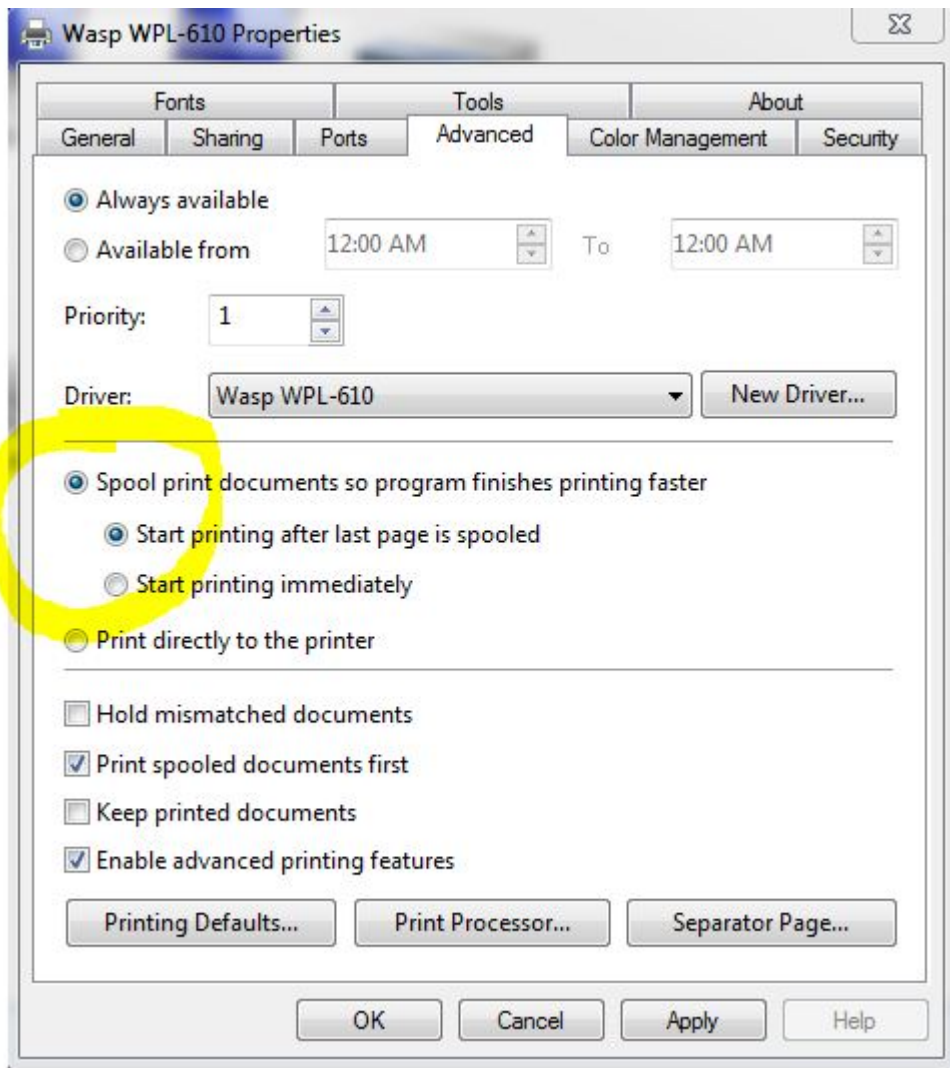 Wasp WPL-610 Properties
Fonts Tools About
General Sharing Ports Advanced Color Management Security
Always available
Available from 12:00 AM To 12:00 AM
Priority: 1
Driver: Wasp WPL-610 New Driver...
Spool print documents so program finishes printing faster
Start printing after last page is spooled
Start printing immediately
Print directly to the printer
Hold mismatched documents
Print spooled documents first
Keep printed documents
Enable advanced printing features
Printing Defaults... Print Processor... Separator Page...
OK Cancel Apply Help